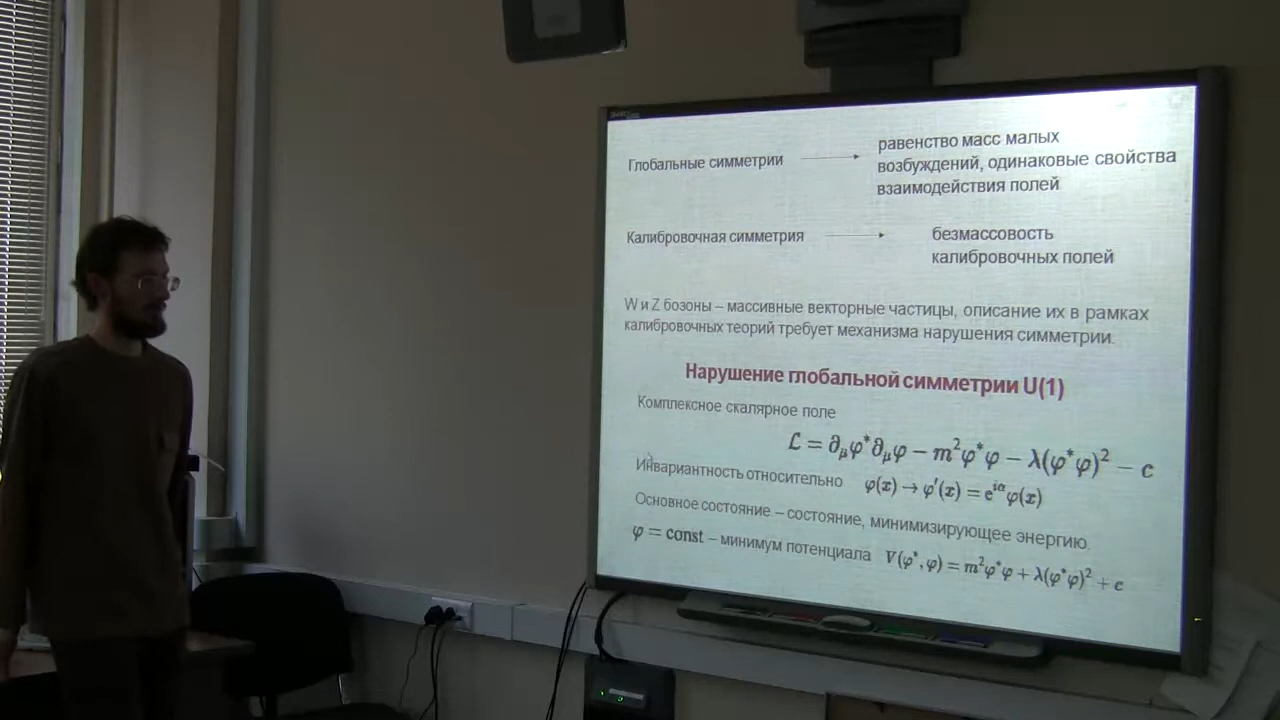 Глобальные симметрии
равенство масс малых
возбуждений, одинаковые свойства
взаимодействия полей
Калибровочная симметрия
безмассовость
калибровочных полей
W и Z бозоны – массивные векторные частицы, описание их в рамках
калибровочных теорий требует механизма нарушения симметрии.
Нарушение глобальной симметрии U(1)
Комплексное скалярное поле
ℒ = ∂_μφ*∂_μφ − m²φ*φ − λ(φ*φ)² − c
Инвариантность относительно φ(x) → φ′(x) = e^{iα}φ(x)
Основное состояние – состояние, минимизирующее энергию.
φ = const – минимум потенциала V(φ*, φ) = m²φ*φ + λ(φ*φ)² + c